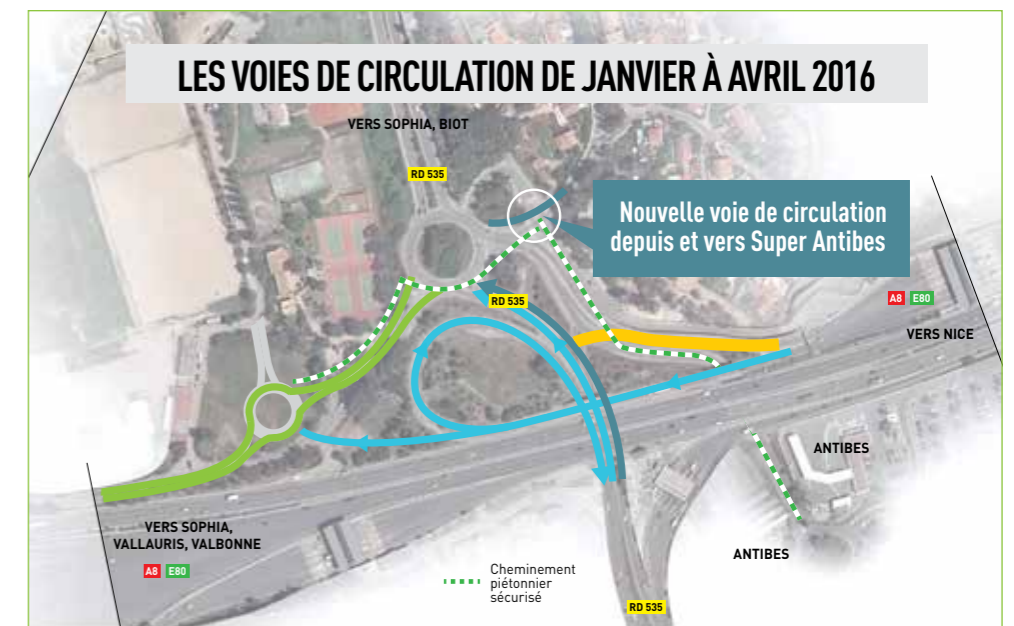 LES VOIES DE CIRCULATION DE JANVIER À AVRIL 2016
VERS SOPHIA, BIOT
RD 535
Nouvelle voie de circulation
depuis et vers Super Antibes
RD 535
A8 E80
VERS NICE
ANTIBES
VERS SOPHIA,
VALLAURIS, VALBONNE
A8 E80
ANTIBES
Cheminement
piétonnier
sécurisé
RD 535